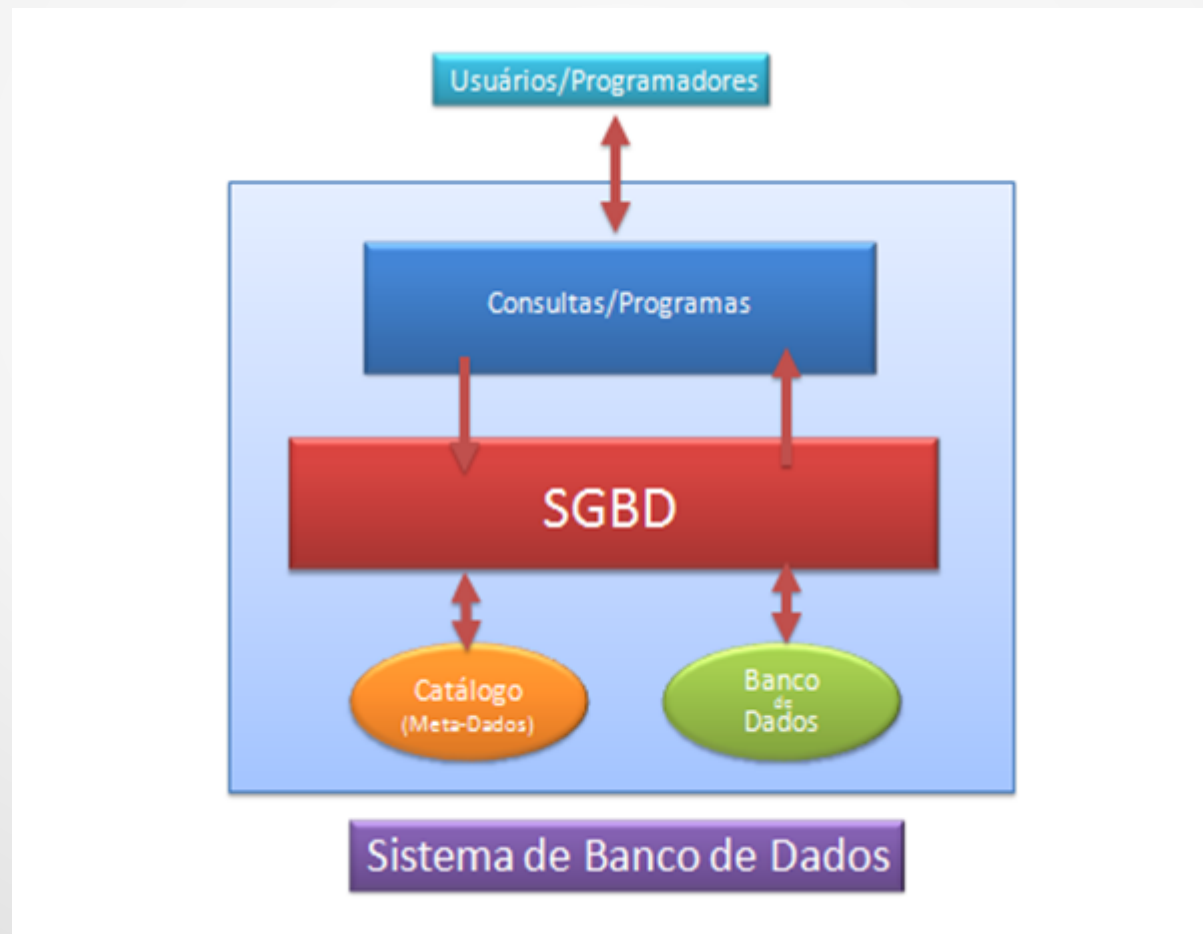 Usuários/Programadores
Consultas/Programas
SGBD
Catálogo
(Meta-Dados)
Banco
de
Dados
Sistema de Banco de Dados